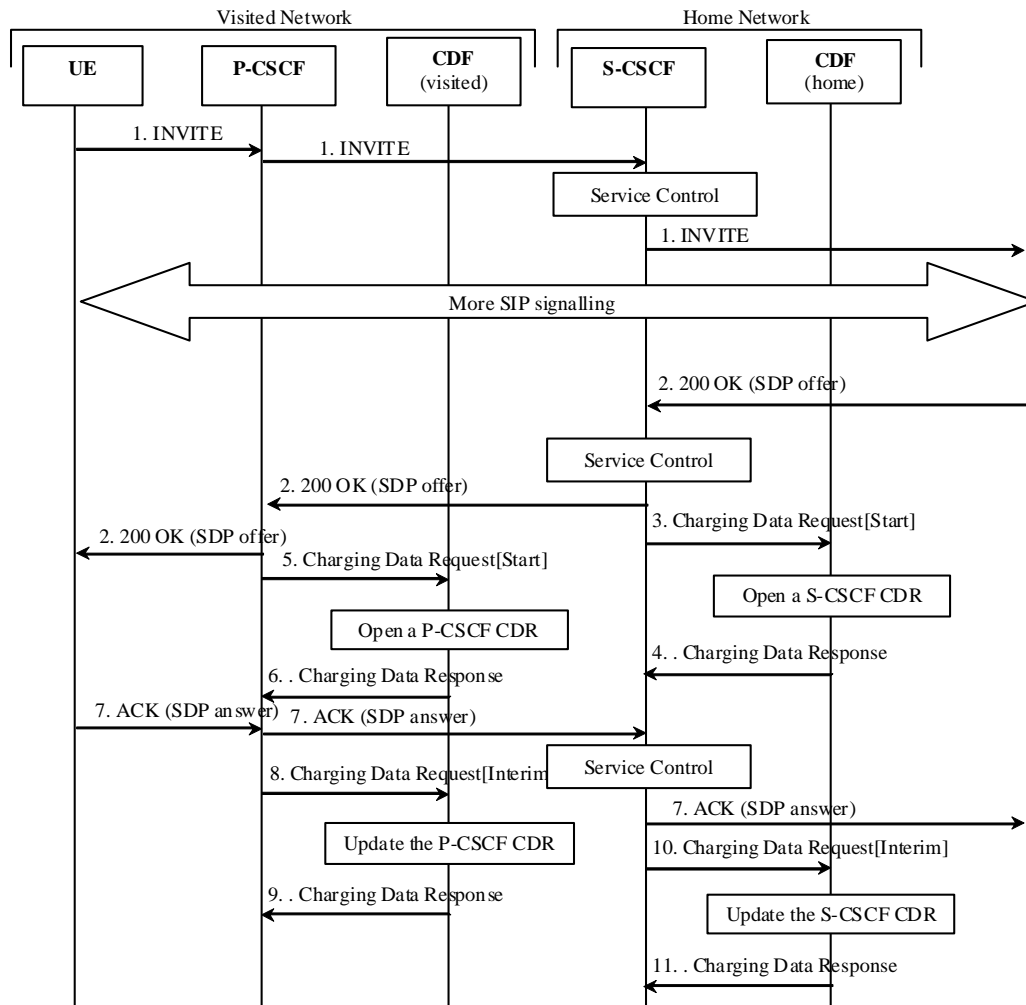 Visited Network
Home Network
UE
P-CSCF
CDF
(visited)
S-CSCF
CDF
(home)
1. INVITE
1. INVITE
Service Control
1. INVITE
More SIP signalling
2. 200 OK (SDP offer)
Service Control
2. 200 OK (SDP offer)
3. Charging Data Request[Start]
2. 200 OK (SDP offer)
5. Charging Data Request[Start]
Open a S-CSCF CDR
Open a P-CSCF CDR
4. . Charging Data Response
6. . Charging Data Response
7. ACK (SDP answer)
7. ACK (SDP answer)
Service Control
8. Charging Data Request[Interim
7. ACK (SDP answer)
Update the P-CSCF CDR
10. Charging Data Request[Interim]
9. . Charging Data Response
Update the S-CSCF CDR
11. . Charging Data Response